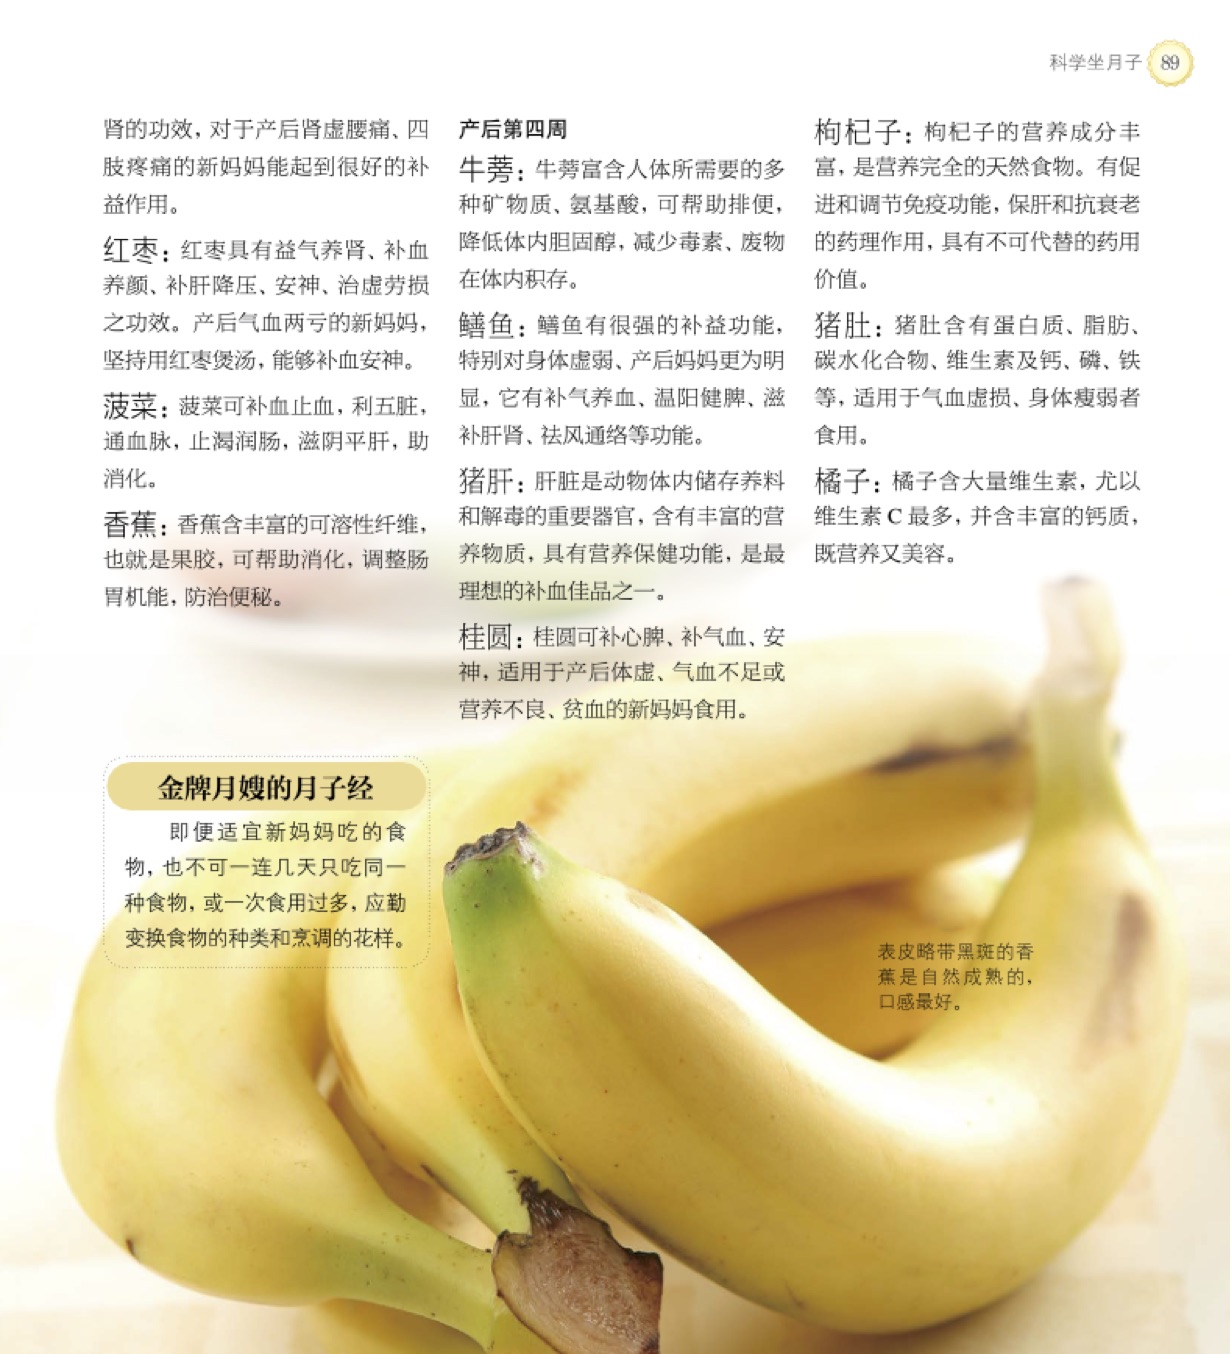 科学坐月子 89
肾的功效，对于产后肾虚腰痛、四
肢疼痛的新妈妈能起到很好的补
益作用。
红枣：红枣具有益气养肾、补血
养颜、补肝降压、安神、治虚劳损
之功效。产后气血两亏的新妈妈，
坚持用红枣煲汤，能够补血安神。
菠菜：菠菜可补血止血，利五脏，
通血脉，止渴润肠，滋阴平肝，助
消化。
香蕉：香蕉含丰富的可溶性纤维，
也就是果胶，可帮助消化，调整肠
胃机能，防治便秘。
产后第四周
牛蒡：牛蒡富含人体所需要的多
种矿物质、氨基酸，可帮助排便，
降低体内胆固醇，减少毒素、废物
在体内积存。
鳝鱼：鳝鱼有很强的补益功能，
特别对身体虚弱、产后妈妈更为明
显，它有补气养血、温阳健脾、滋
补肝肾、祛风通络等功能。
猪肝：肝脏是动物体内储存养料
和解毒的重要器官，含有丰富的营
养物质，具有营养保健功能，是最
理想的补血佳品之一。
桂圆：桂圆可补心脾、补气血、安
神，适用于产后体虚、气血不足或
营养不良、贫血的新妈妈食用。
枸杞子：枸杞子的营养成分丰
富，是营养完全的天然食物。有促
进和调节免疫功能，保肝和抗衰老
的药理作用，具有不可代替的药用
价值。
猪肚：猪肚含有蛋白质、脂肪、
碳水化合物、维生素及钙、磷、铁
等，适用于气血虚损、身体瘦弱者
食用。
橘子：橘子含大量维生素，尤以
维生素 C 最多，并含丰富的钙质，
既营养又美容。
金牌月嫂的月子经
即便适宜新妈妈吃的食
物，也不可一连几天只吃同一
种食物，或一次食用过多，应勤
变换食物的种类和烹调的花样。
表皮略带黑斑的香
蕉是自然成熟的，
口感最好。